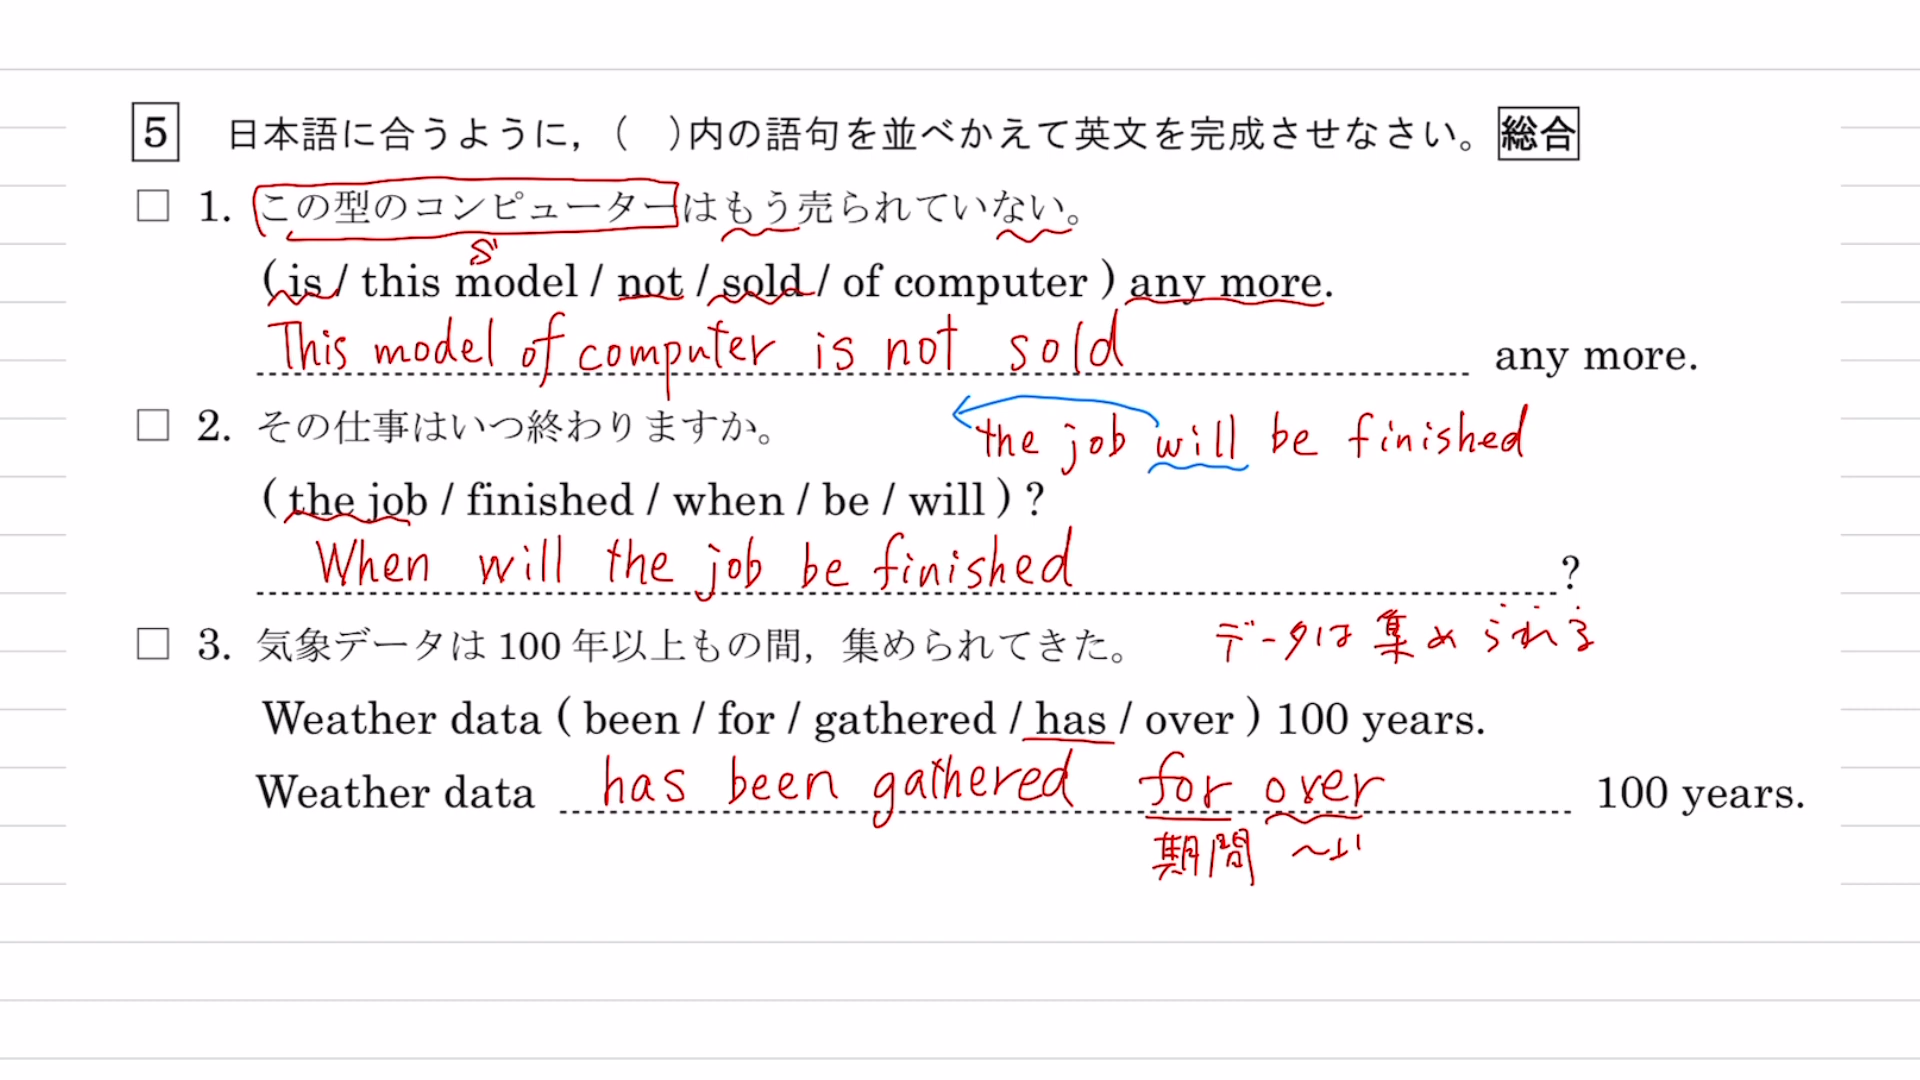 5 日本語に合うように，（　）内の語句を並べかえて英文を完成させなさい。 総合
□ 1. この型のコンピューターはもう売られていない。
S
( is / this model / not / sold / of computer ) any more.
This model of computer is not sold any more.
□ 2. その仕事はいつ終わりますか。
the job will be finished
( the job / finished / when / be / will ) ?
When will the job be finished ?
□ 3. 気象データは 100 年以上もの間，集められてきた。 データは集められる
Weather data ( been / for / gathered / has / over ) 100 years.
Weather data has been gathered for over 100 years.
期間 〜以上